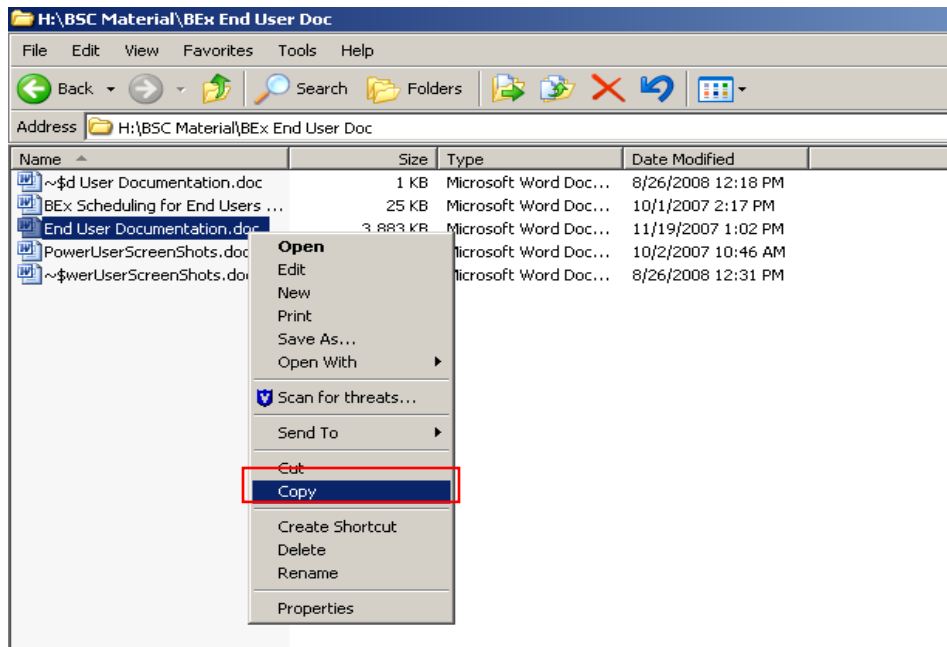 H:\BSC Material\BEx End User Doc
File Edit View Favorites Tools Help
Back Search Folders
Address H:\BSC Material\BEx End User Doc
Name Size Type Date Modified
~$d User Documentation.doc 1 KB Microsoft Word Doc... 8/26/2008 12:18 PM
BEx Scheduling for End Users ... 25 KB Microsoft Word Doc... 10/1/2007 2:17 PM
End User Documentation.doc 3,883 KB Microsoft Word Doc... 11/19/2007 1:02 PM
PowerUserScreenShots.doc Microsoft Word Doc... 10/2/2007 10:46 AM
~$werUserScreenShots.doc Microsoft Word Doc... 8/26/2008 12:31 PM
Open
Edit
New
Print
Save As...
Open With
Scan for threats...
Send To
Cut
Copy
Create Shortcut
Delete
Rename
Properties